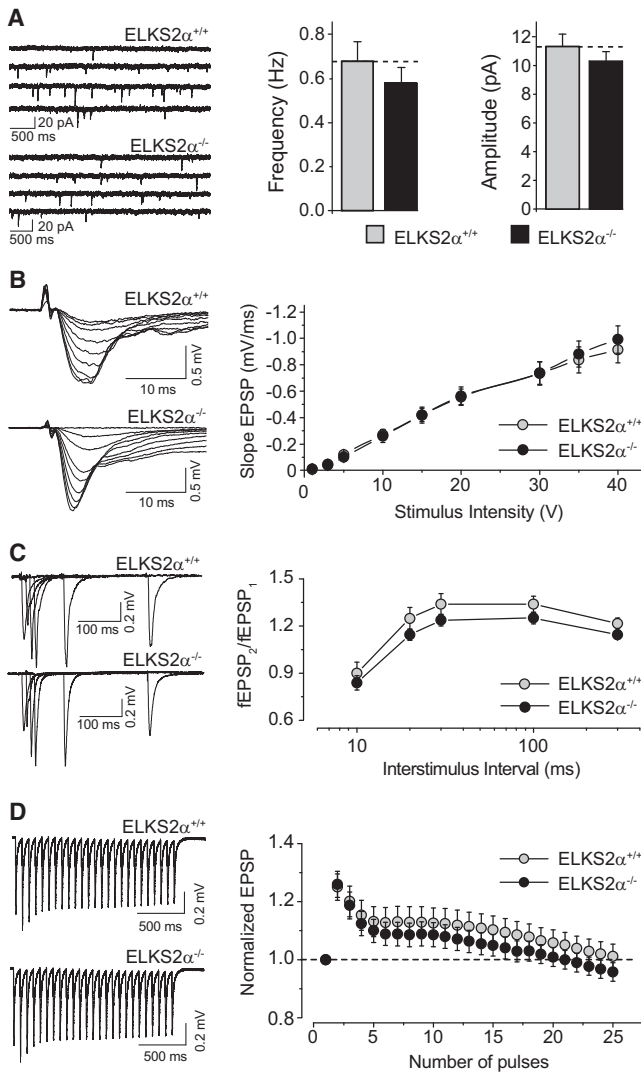 A
ELKS2α+/+
20 pA
500 ms
ELKS2α-/-
20 pA
500 ms
Frequency (Hz)
0.8
0.6
0.4
0.2
0.0
Amplitude (pA)
12
10
8
6
4
2
0
ELKS2α+/+
ELKS2α-/-
B
ELKS2α+/+
0.5 mV
10 ms
ELKS2α-/-
0.5 mV
10 ms
Slope EPSP (mV/ms)
-1.2
-1.0
-0.8
-0.6
-0.4
-0.2
0
0 10 20 30 40
Stimulus Intensity (V)
ELKS2α+/+
ELKS2α-/-
C
ELKS2α+/+
0.2 mV
100 ms
ELKS2α-/-
0.2 mV
100 ms
fEPSP2/fEPSP1
1.5
1.2
0.9
0.6
10 100
Interstimulus Interval (ms)
ELKS2α+/+
ELKS2α-/-
D
ELKS2α+/+
0.2 mV
500 ms
ELKS2α-/-
0.2 mV
500 ms
Normalized EPSP
1.4
1.2
1.0
0.8
0 5 10 15 20 25
Number of pulses
ELKS2α+/+
ELKS2α-/-